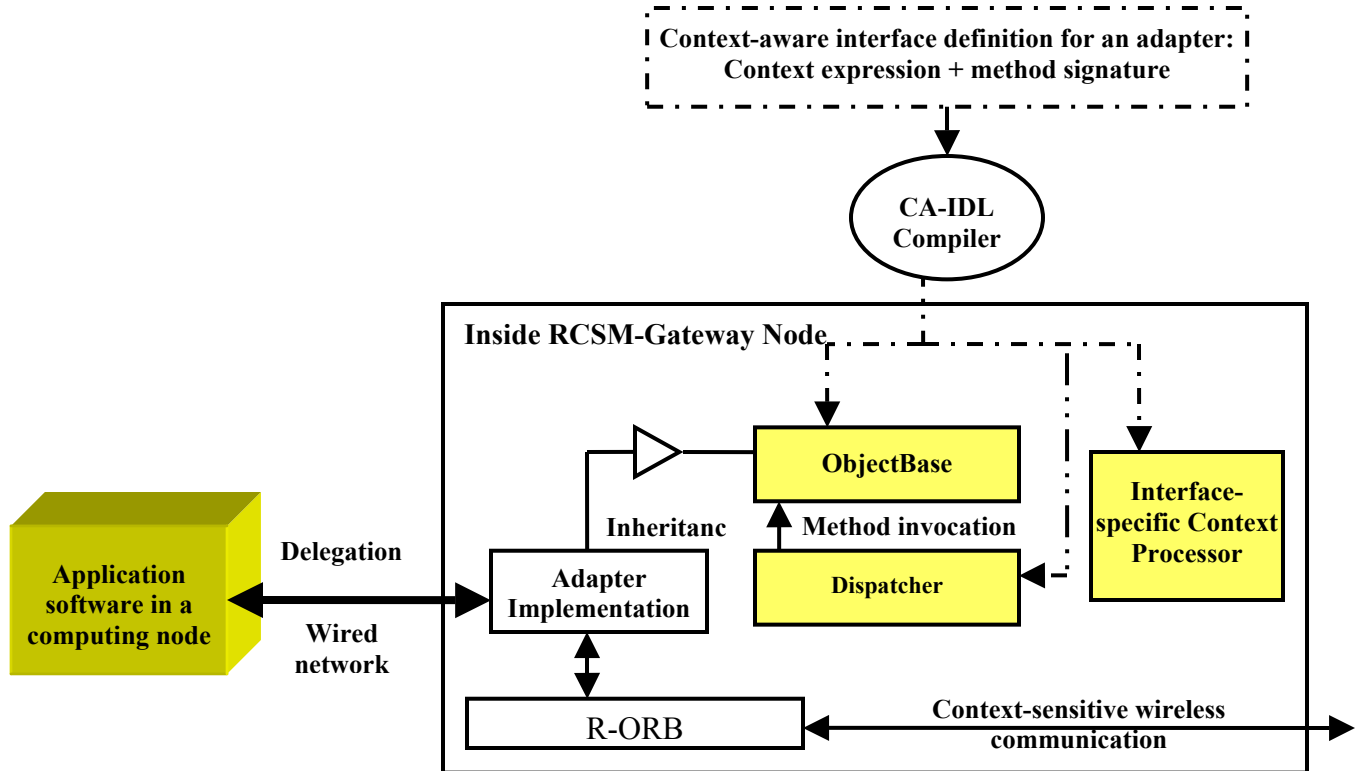 Context-aware interface definition for an adapter:
Context expression + method signature
CA-IDL
Compiler
Inside RCSM-Gateway Node
ObjectBase
Interface-
specific Context
Processor
Inheritanc
Method invocation
Delegation
Application
software in a
computing node
Adapter
Implementation
Dispatcher
Wired
network
R-ORB
Context-sensitive wireless
communication